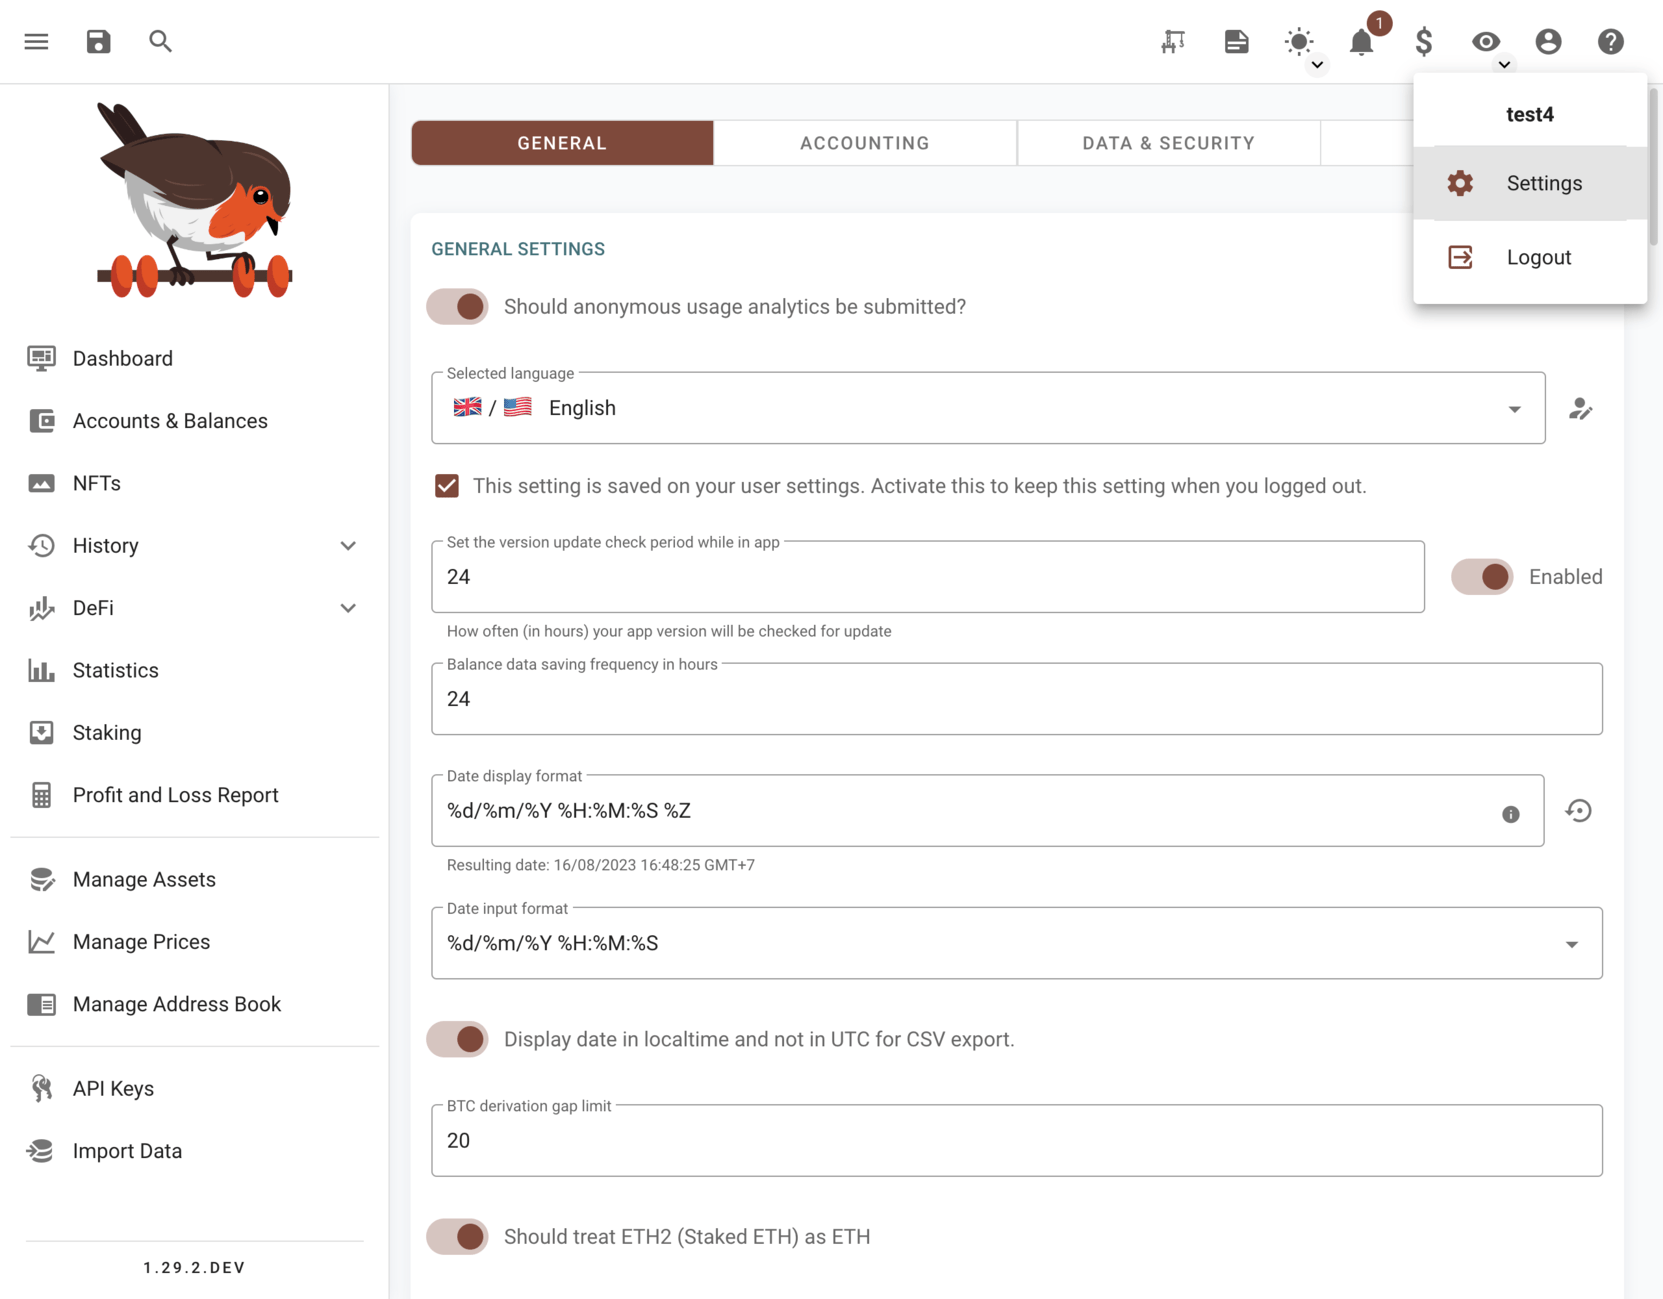 1
test4
Settings
Logout
GENERAL
ACCOUNTING
DATA & SECURITY
Dashboard
Accounts & Balances
NFTs
History
DeFi
Statistics
Staking
Profit and Loss Report
Manage Assets
Manage Prices
Manage Address Book
API Keys
Import Data
1.29.2.DEV
GENERAL SETTINGS
Should anonymous usage analytics be submitted?
Selected language
/ English
This setting is saved on your user settings. Activate this to keep this setting when you logged out.
Set the version update check period while in app
24
Enabled
How often (in hours) your app version will be checked for update
Balance data saving frequency in hours
24
Date display format
%d/%m/%Y %H:%M:%S %Z
Resulting date: 16/08/2023 16:48:25 GMT+7
Date input format
%d/%m/%Y %H:%M:%S
Display date in localtime and not in UTC for CSV export.
BTC derivation gap limit
20
Should treat ETH2 (Staked ETH) as ETH